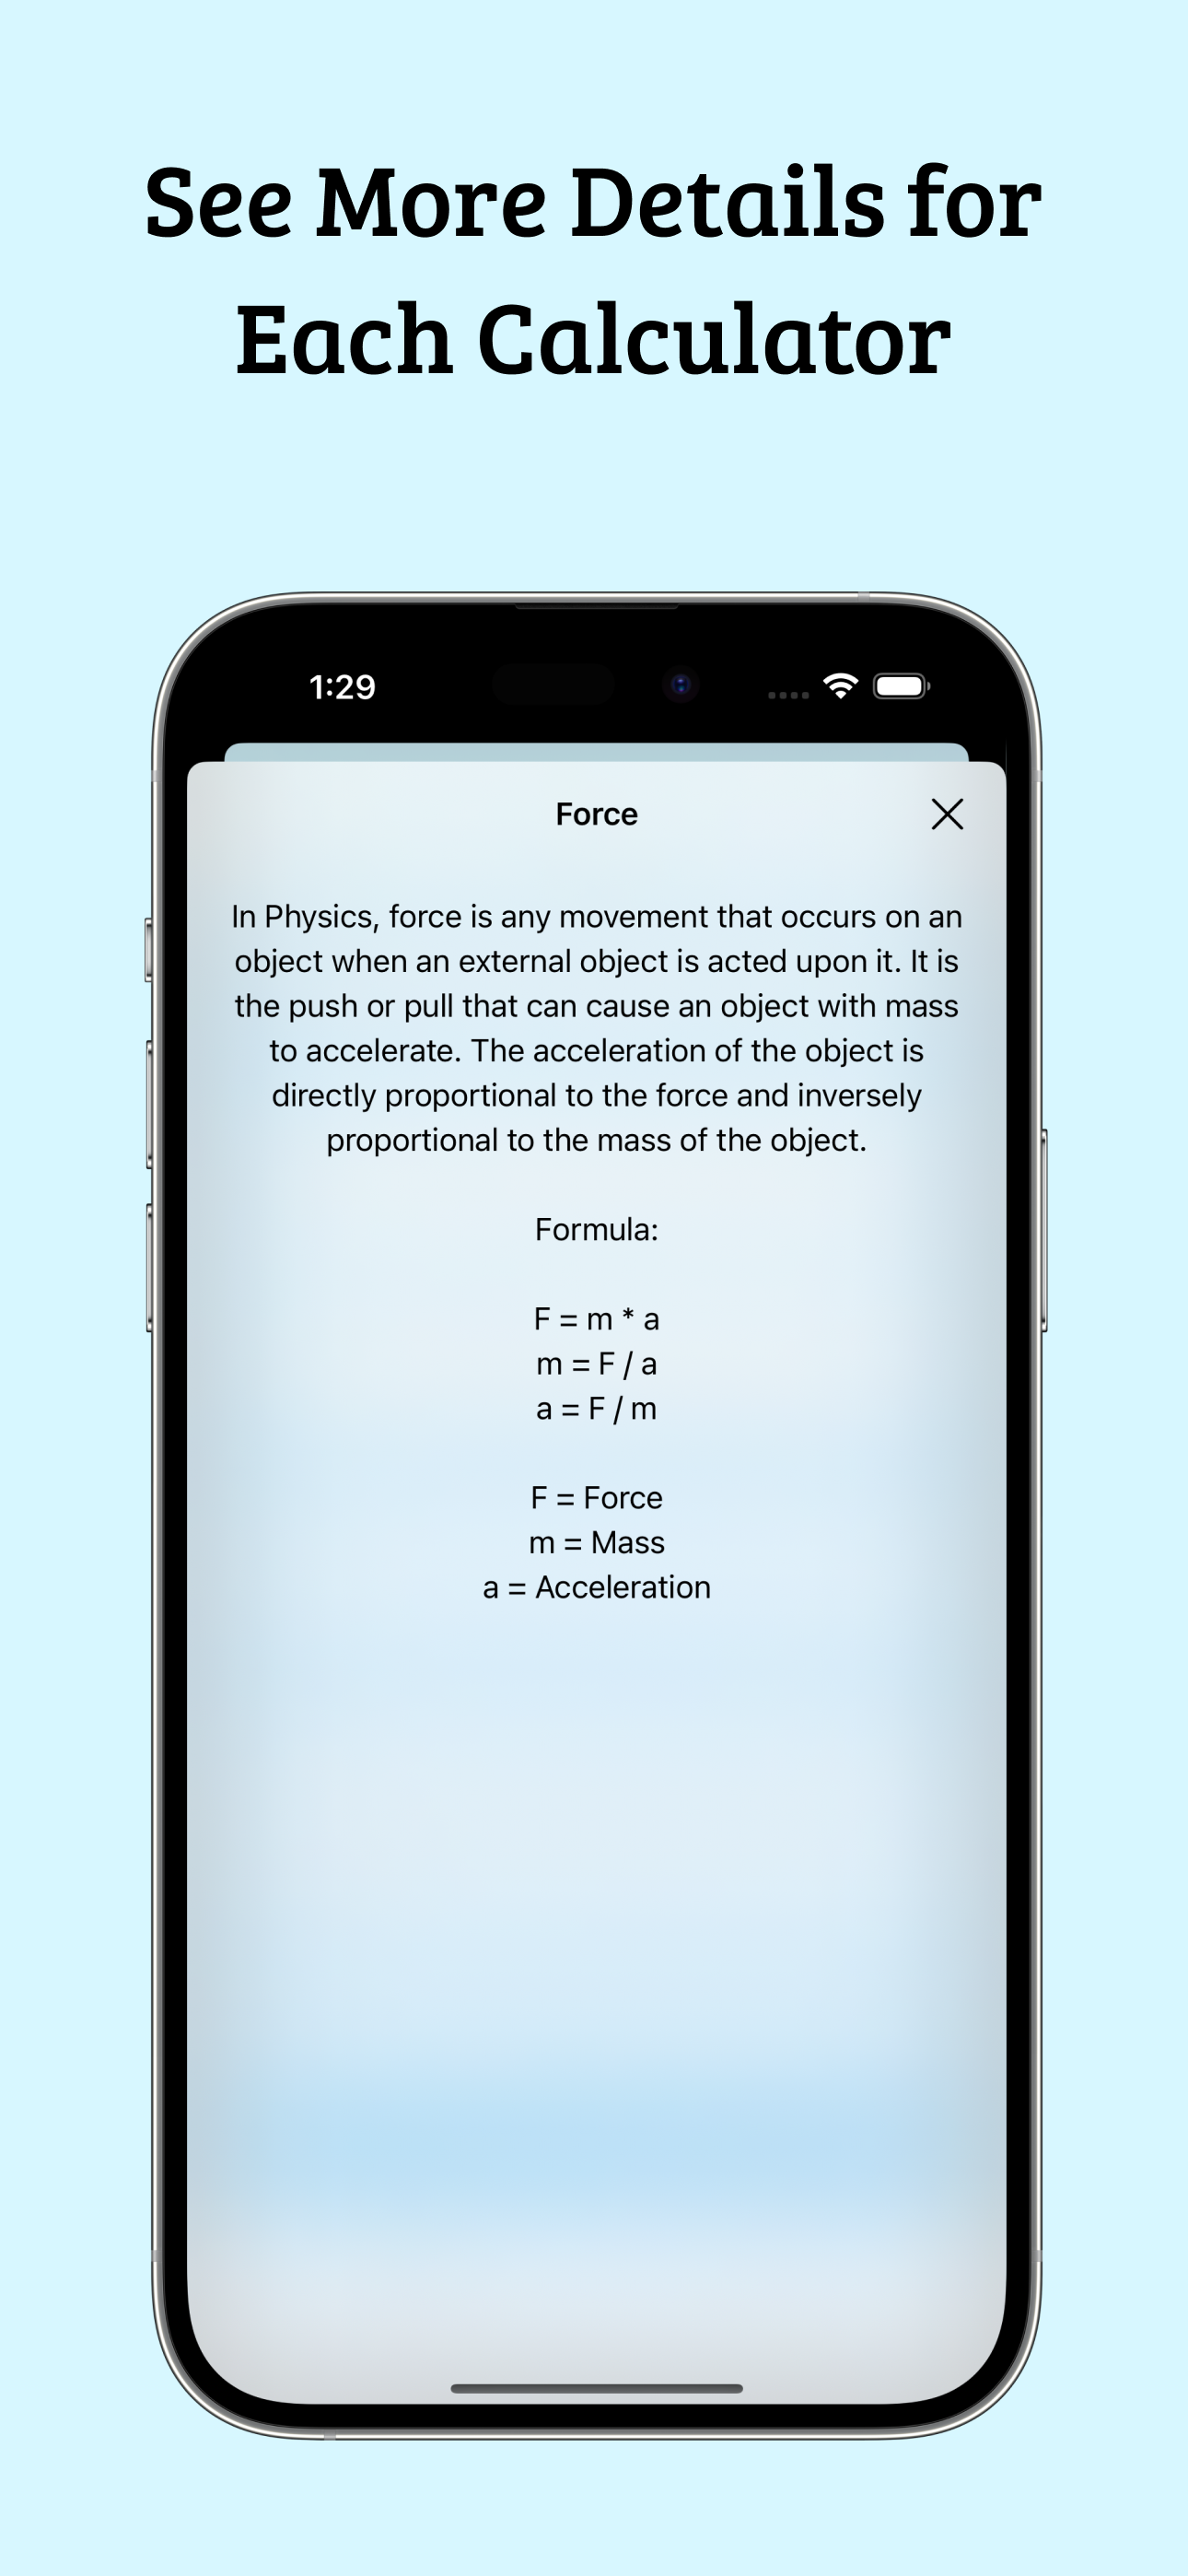 See More Details for
Each Calculator
1:29
Force
In Physics, force is any movement that occurs on an
object when an external object is acted upon it. It is
the push or pull that can cause an object with mass
to accelerate. The acceleration of the object is
directly proportional to the force and inversely
proportional to the mass of the object.
Formula:
F = m * a
m = F / a
a = F / m
F = Force
m = Mass
a = Acceleration